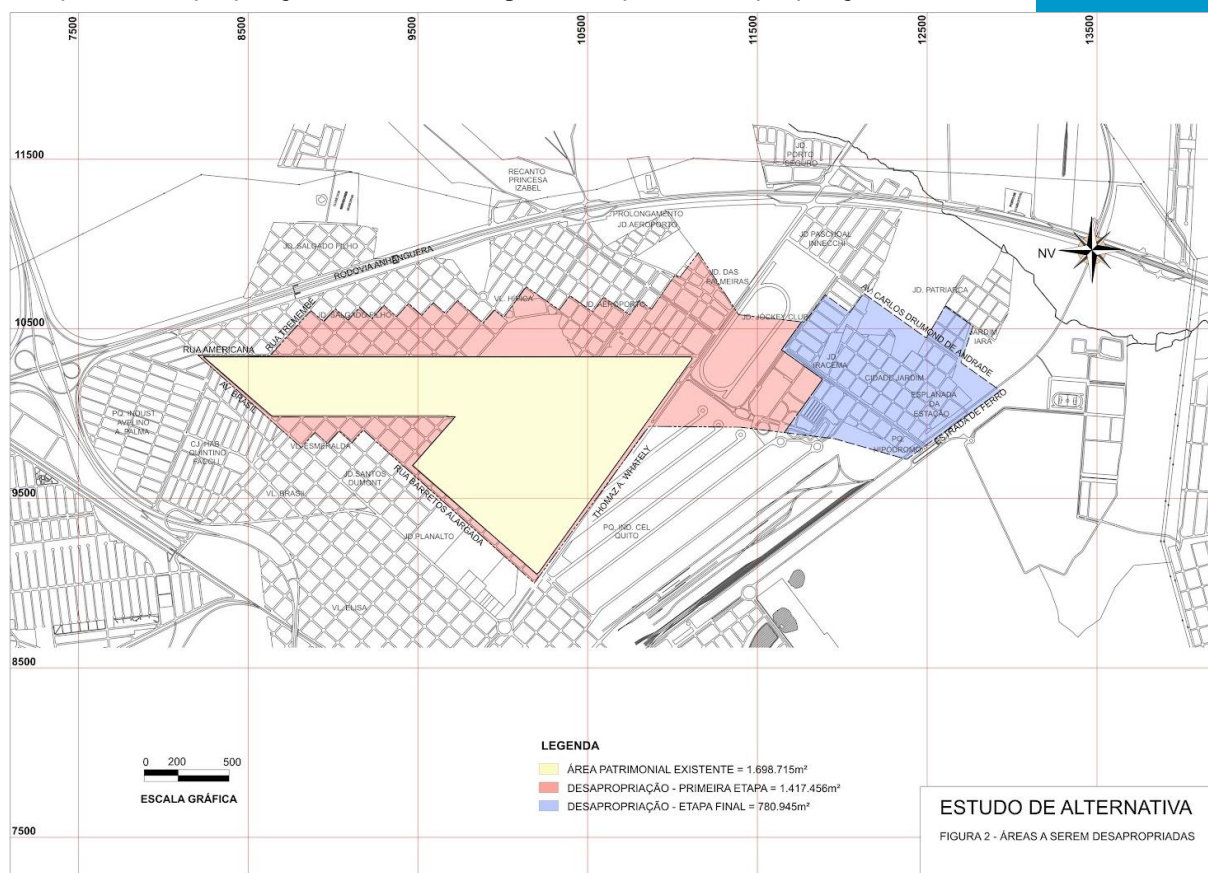 7500
8500
9500
10500
11500
12500
13500
11500
10500
9500
8500
7500
JD.
PORTO
SEGURO
RECANTO
PRINCESA
IZABEL
PROLONGAMENTO
JD.AEROPORTO
JD PASCHOAL
INNECCHI
NV
JD. SALGADO FILHO
RODOVIA ANHANGUERA
JD. DAS
PALMEIRAS
JD. PATRIARCA
AV. CARLOS DRUMOND DE ANDRADE
VL. HÍPICA
JD. AEROPORTO
RUA TREMEMBE
JD. SALGADO FILHO
JD- JOCKEY CLUB
JARDIM
IARÁ
RUA AMERICANA
JD.
IRACEMA
CIDADE JARDIM
ESPLANADA
DA
ESTAÇÃO
AV. BRASIL
PQ. INDUST.
AVELINO
A. PALMA
CJ. HAB.
QUINTINO
FACCI I
VL. ESMERALDA
PQ.
HIPÓDROMO
ESTRADA DE FERRO
JD.SANTOS
DUMONT
VL. BRASIL
RUA BARRETOS ALARGADA
THOMAZ A. WHATELY
PQ. IND. CEL
QUITO
JD.PLANALTO
VL. ELISA
LEGENDA
ÁREA PATRIMONIAL EXISTENTE = 1.698.715m²
DESAPROPRIAÇÃO - PRIMEIRA ETAPA = 1.417.456m²
DESAPROPRIAÇÃO - ETAPA FINAL = 780.945m²
0 200 500
ESCALA GRÁFICA
ESTUDO DE ALTERNATIVA
FIGURA 2 - ÁREAS A SEREM DESAPROPRIADAS